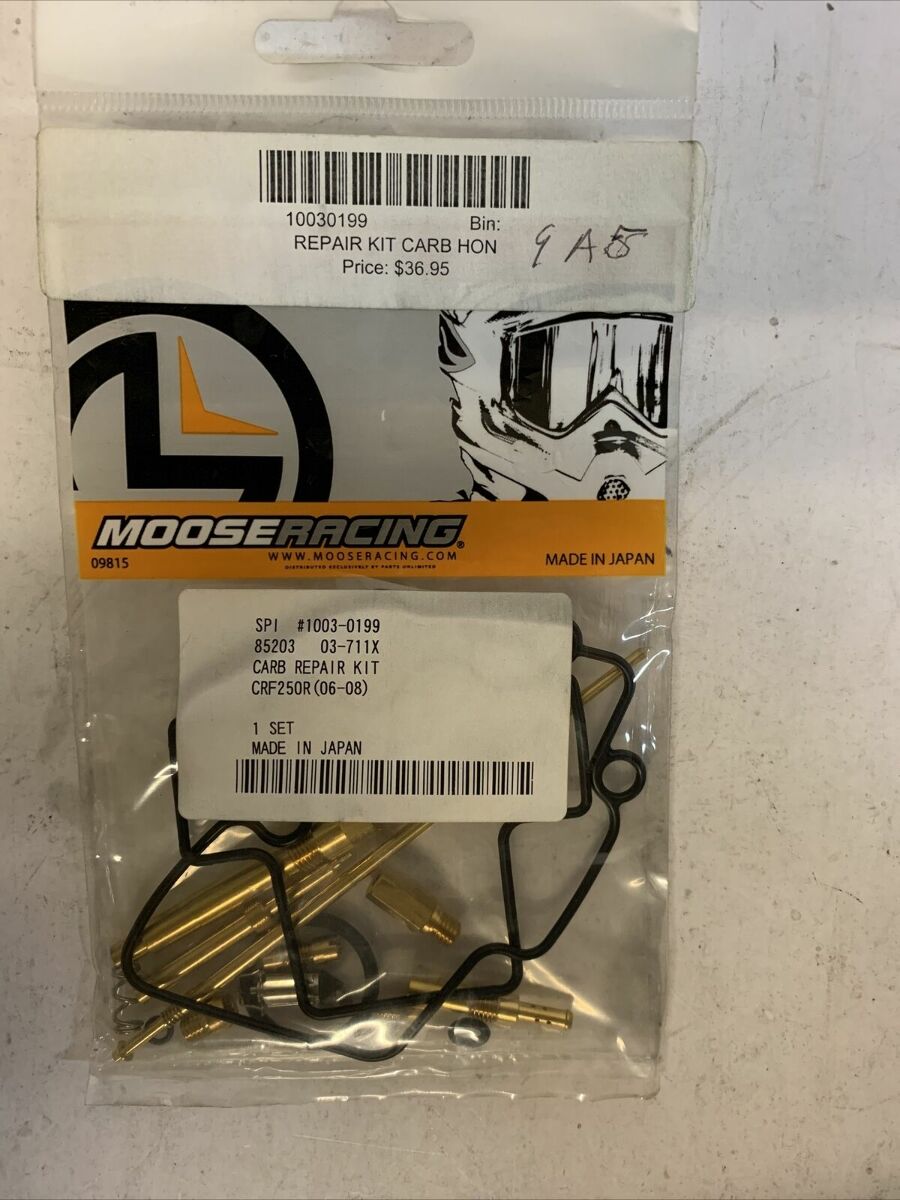 10030199 Bin: 9 A5
REPAIR KIT CARB HON
Price: $36.95
MOOSERACING®
WWW.MOOSERACING.COM
DISTRIBUTED EXCLUSIVELY BY PARTS UNLIMITED
09815
MADE IN JAPAN
SPI #1003-0199
85203 03-711X
CARB REPAIR KIT
CRF250R(06-08)
1 SET
MADE IN JAPAN